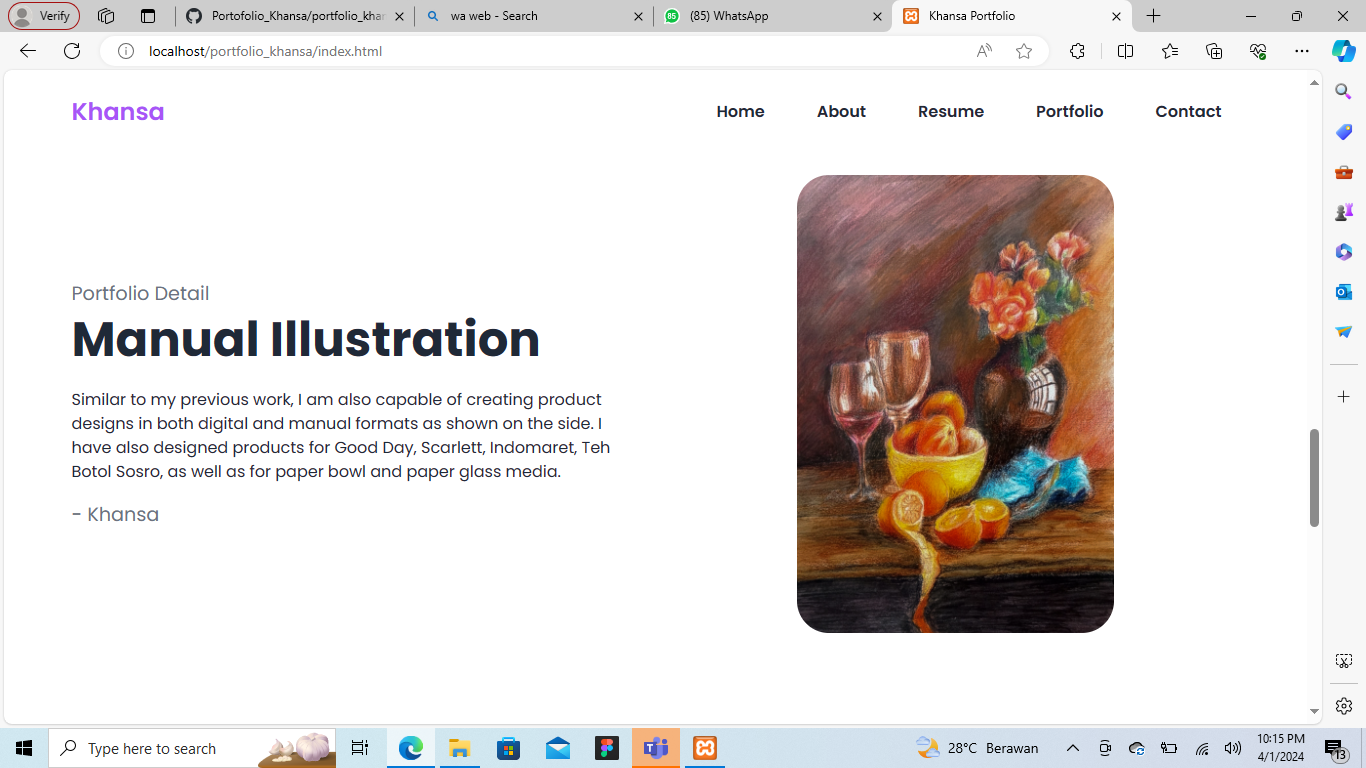 Verify
Portofolio_Khansa/portfolio_khar
wa web - Search
85
(85) WhatsApp
Khansa Portfolio
localhost/portfolio_khansa/index.html
Khansa
Home
About
Resume
Portfolio
Contact
Portfolio Detail
Manual Illustration
Similar to my previous work, I am also capable of creating product
designs in both digital and manual formats as shown on the side. I
have also designed products for Good Day, Scarlett, Indomaret, Teh
Botol Sosro, as well as for paper bowl and paper glass media.
- Khansa
Type here to search
28°C Berawan
10:15 PM
4/1/2024
13